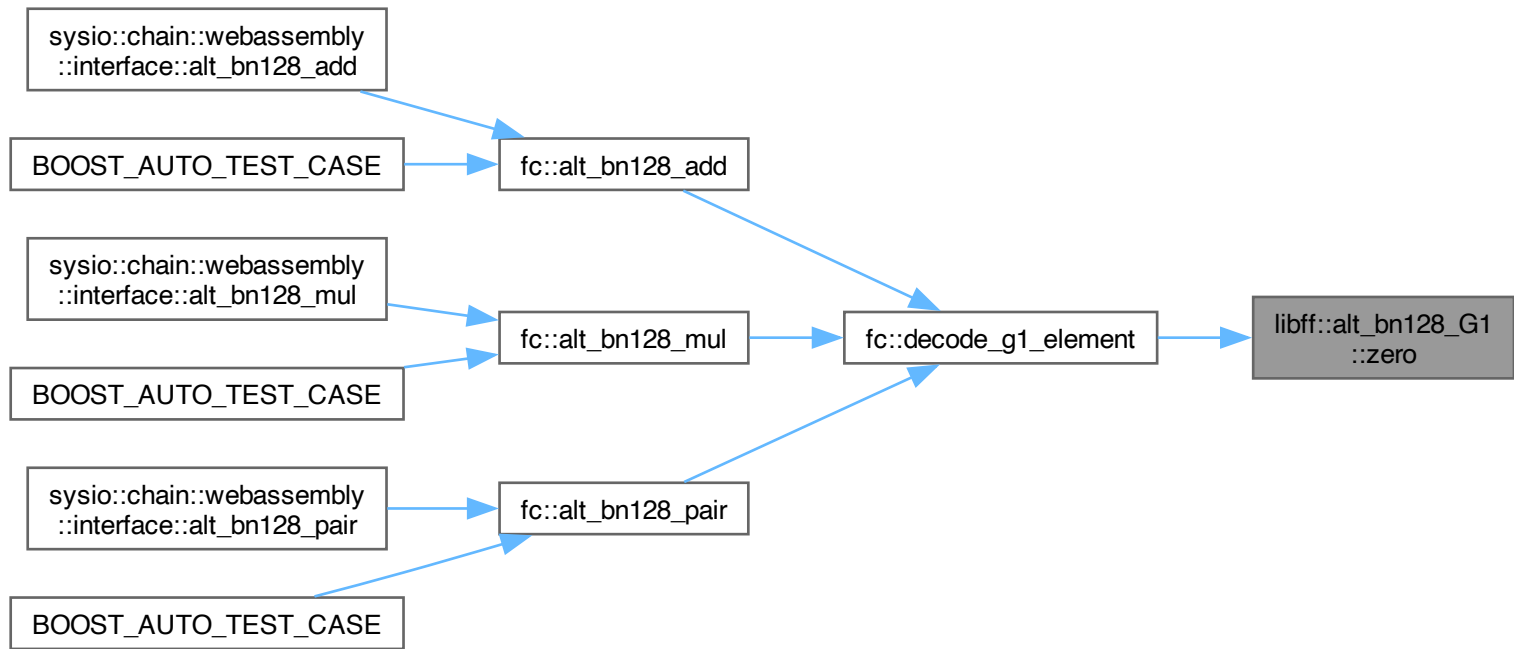 sysio::chain::webassembly
::interface::alt_bn128_add
BOOST_AUTO_TEST_CASE
fc::alt_bn128_add
sysio::chain::webassembly
::interface::alt_bn128_mul
BOOST_AUTO_TEST_CASE
fc::alt_bn128_mul
fc::decode_g1_element
libff::alt_bn128_G1
::zero
sysio::chain::webassembly
::interface::alt_bn128_pair
fc::alt_bn128_pair
BOOST_AUTO_TEST_CASE